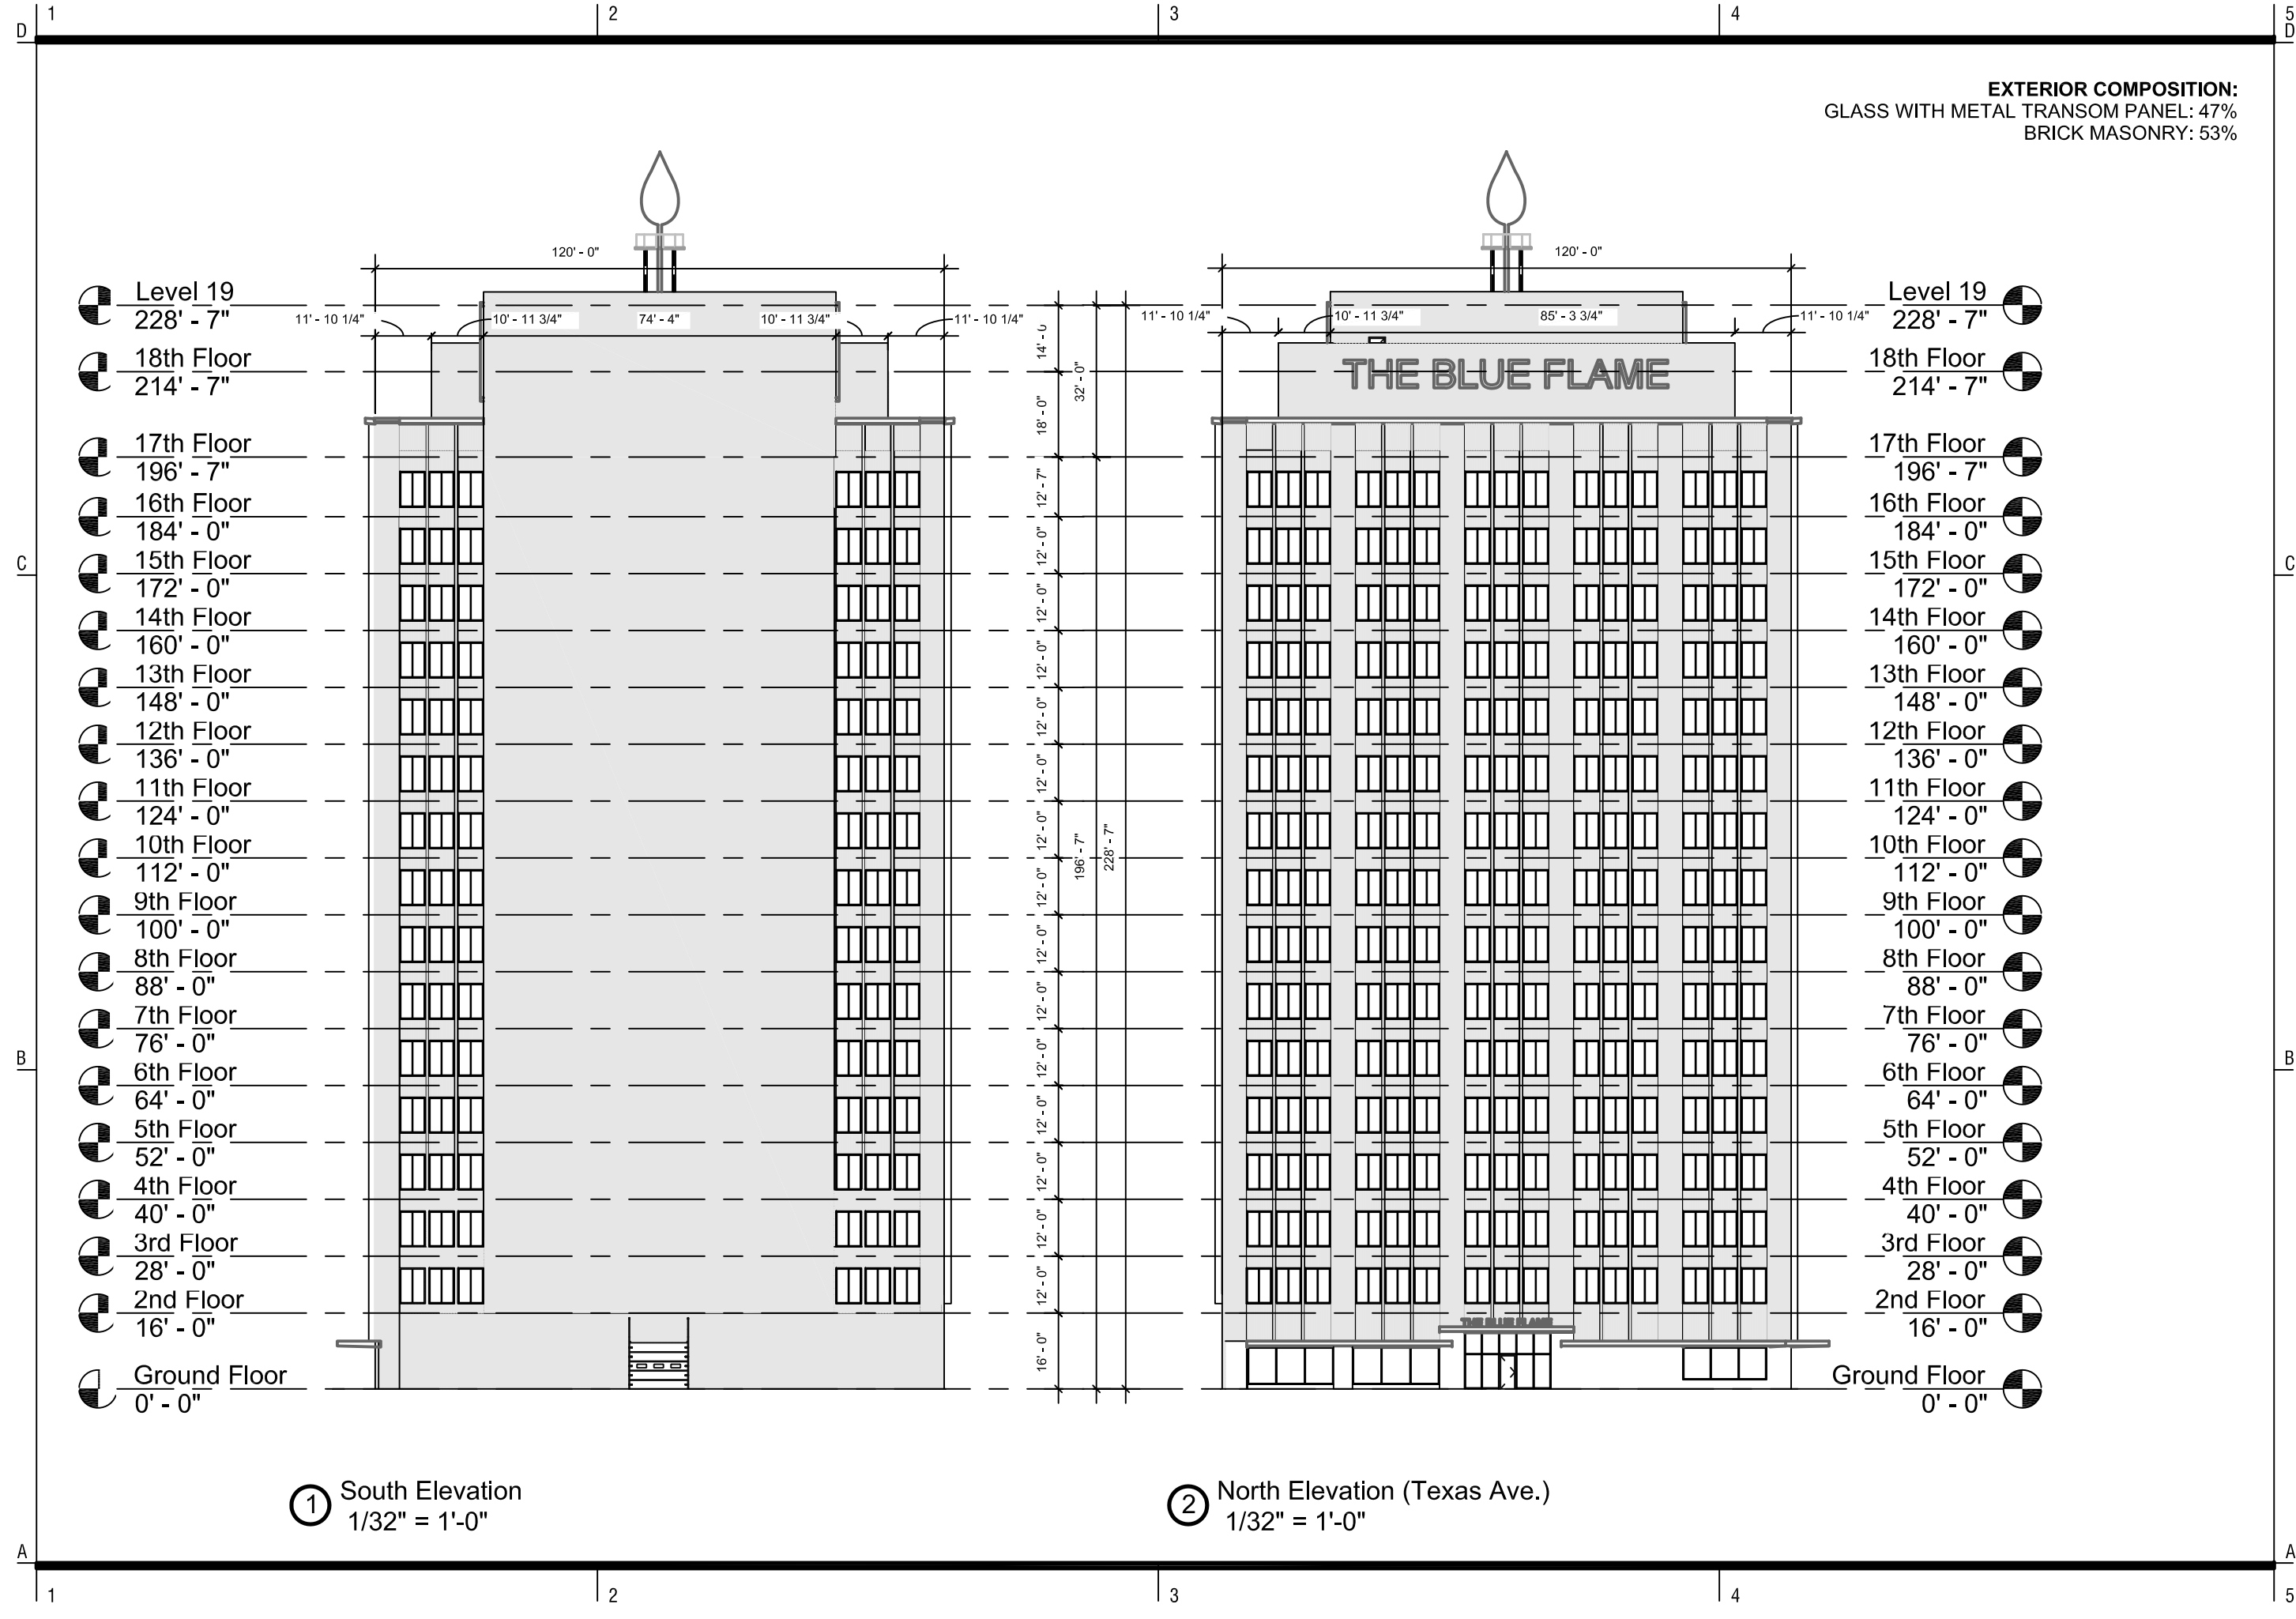 1 2 3 4 5
D D
EXTERIOR COMPOSITION:
GLASS WITH METAL TRANSOM PANEL: 47%
BRICK MASONRY: 53%
120' - 0"
11' - 10 1/4" 10' - 11 3/4" 74' - 4" 10' - 11 3/4" 11' - 10 1/4"
Level 19
228' - 7"
18th Floor
214' - 7"
17th Floor
196' - 7"
16th Floor
184' - 0"
15th Floor
172' - 0"
14th Floor
160' - 0"
13th Floor
148' - 0"
12th Floor
136' - 0"
11th Floor
124' - 0"
10th Floor
112' - 0"
9th Floor
100' - 0"
8th Floor
88' - 0"
7th Floor
76' - 0"
6th Floor
64' - 0"
5th Floor
52' - 0"
4th Floor
40' - 0"
3rd Floor
28' - 0"
2nd Floor
16' - 0"
Ground Floor
0' - 0"
14' - 0
18' - 0"
12' - 7"
12' - 0"
12' - 0"
12' - 0"
12' - 0"
12' - 0"
12' - 0"
12' - 0"
12' - 0"
12' - 0"
12' - 0"
12' - 0"
12' - 0"
12' - 0"
12' - 0"
16' - 0"
32' - 0"
196' - 7"
228' - 7"
120' - 0"
11' - 10 1/4" 10' - 11 3/4" 85' - 3 3/4" 11' - 10 1/4"
THE BLUE FLAME
THE BLUE FLAME
Level 19
228' - 7"
18th Floor
214' - 7"
17th Floor
196' - 7"
16th Floor
184' - 0"
15th Floor
172' - 0"
14th Floor
160' - 0"
13th Floor
148' - 0"
12th Floor
136' - 0"
11th Floor
124' - 0"
10th Floor
112' - 0"
9th Floor
100' - 0"
8th Floor
88' - 0"
7th Floor
76' - 0"
6th Floor
64' - 0"
5th Floor
52' - 0"
4th Floor
40' - 0"
3rd Floor
28' - 0"
2nd Floor
16' - 0"
Ground Floor
0' - 0"
C C
B B
1 South Elevation
1/32" = 1'-0"
2 North Elevation (Texas Ave.)
1/32" = 1'-0"
A A
1 2 3 4 5